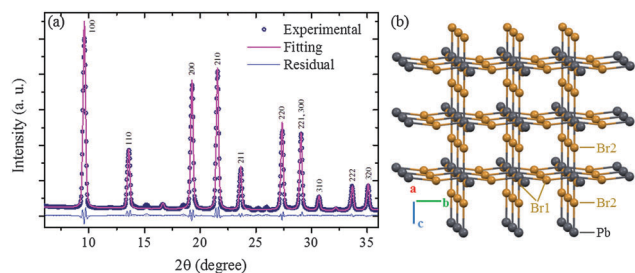 (a)
Experimental
Fitting
Residual
100
110
200
210
211
220
221, 300
310
222
320
Intensity (a. u.)
10
15
20
25
30
35
2θ (degree)
(b)
Br2
a
b
c
Br1
Br2
Pb